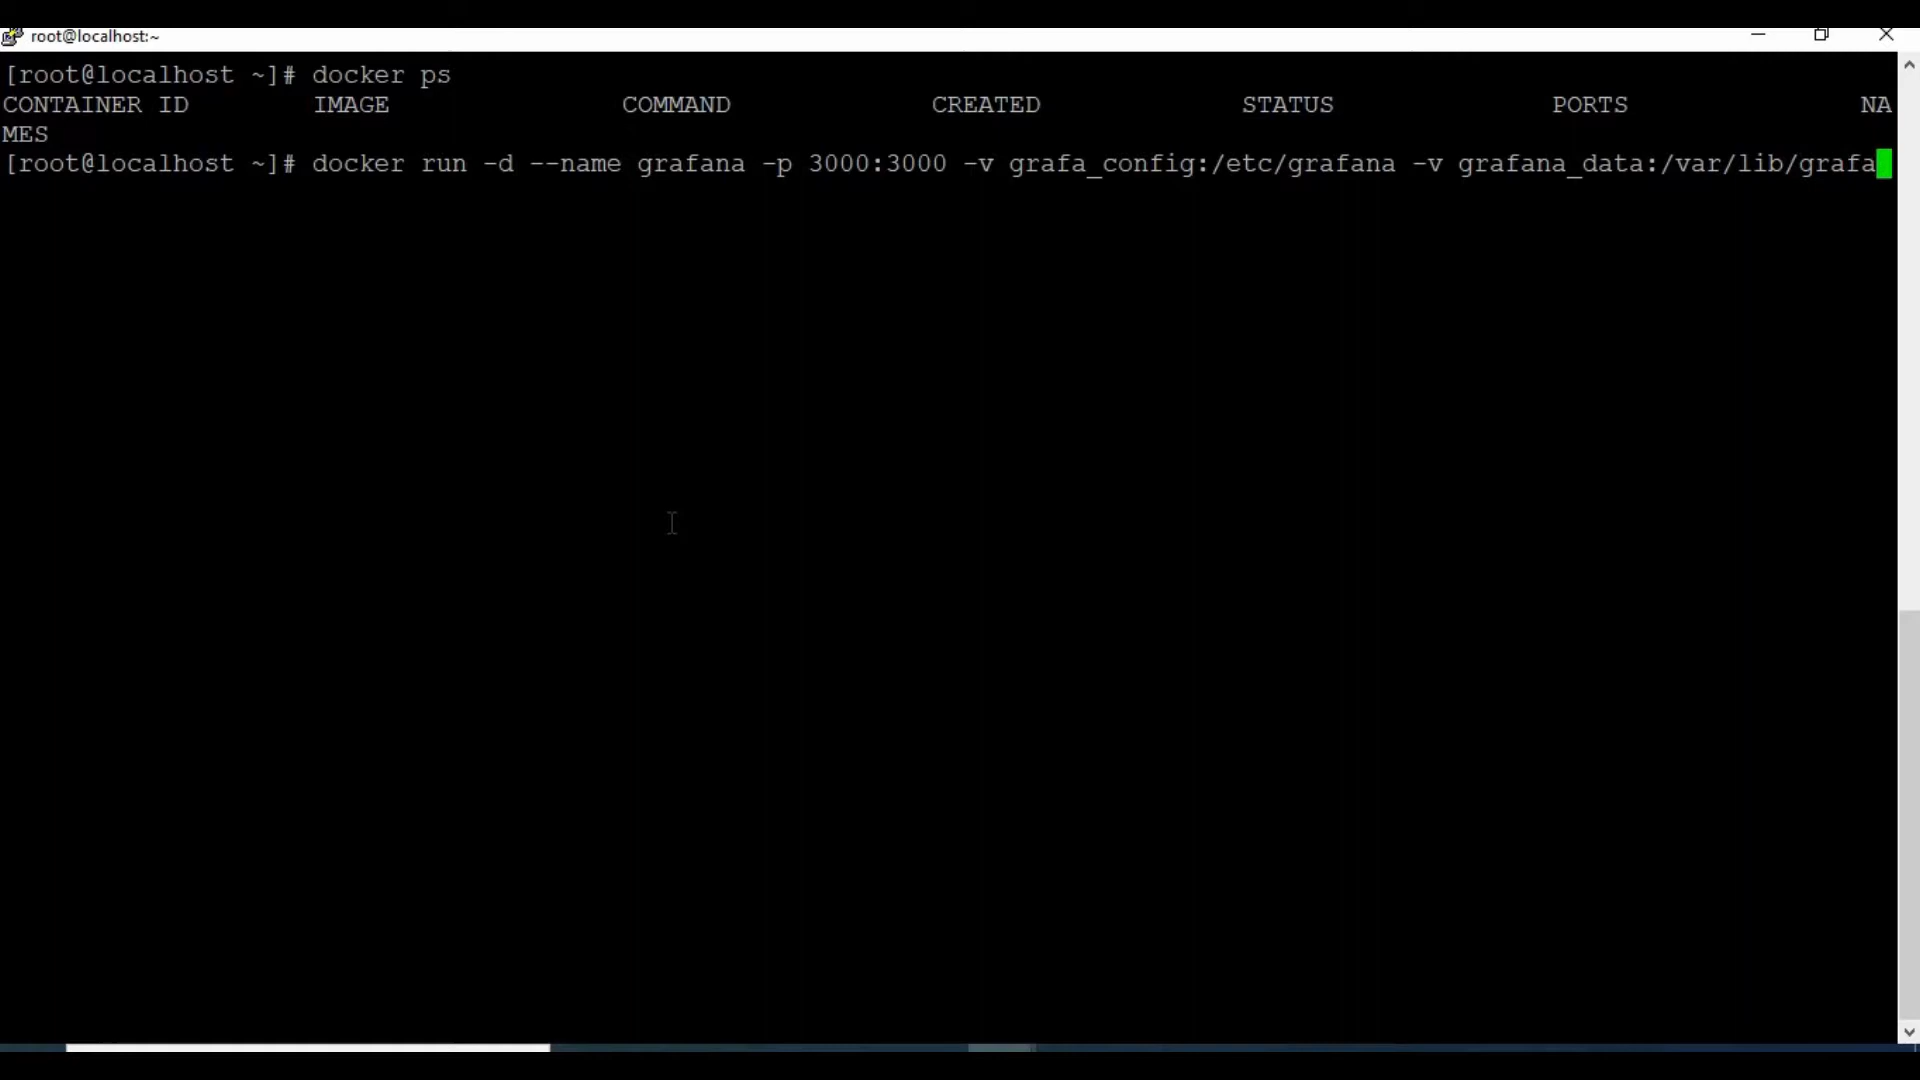 root@localhost:~
[root@localhost ~]# docker ps
CONTAINER ID        IMAGE               COMMAND             CREATED             STATUS              PORTS               NA
MES
[root@localhost ~]# docker run -d --name grafana -p 3000:3000 -v grafa_config:/etc/grafana -v grafana_data:/var/lib/grafa